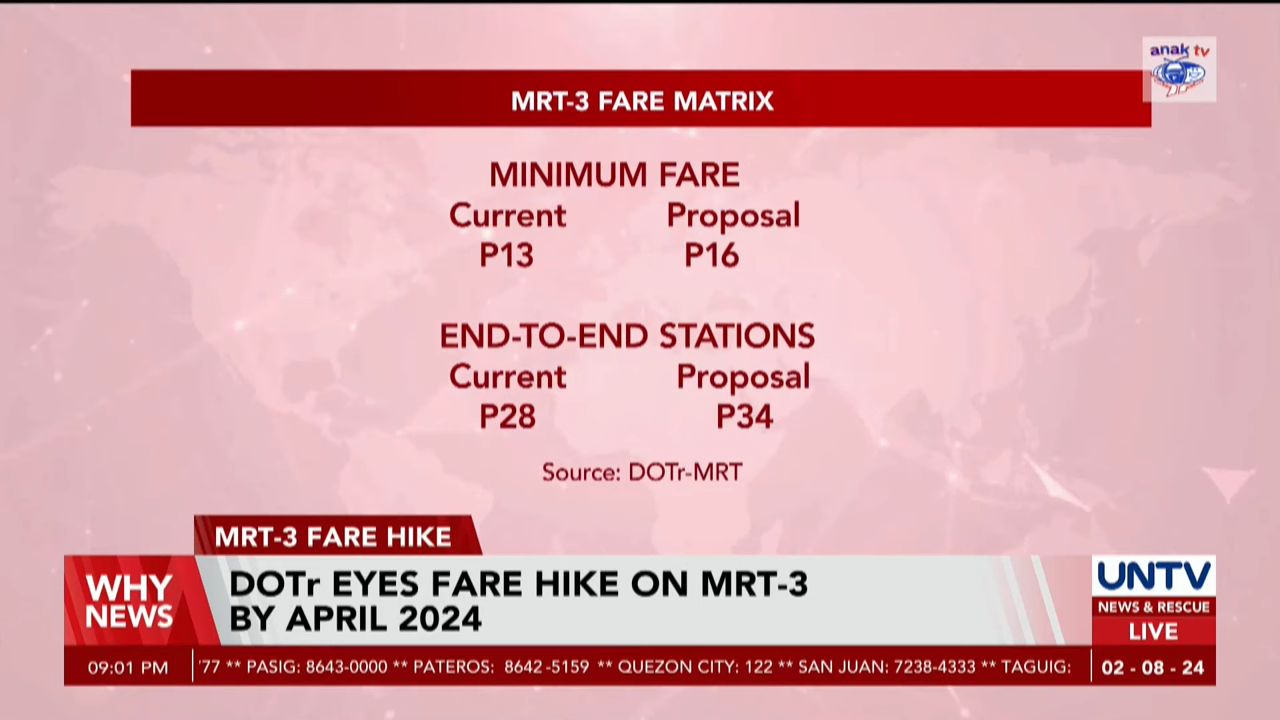 anak tv
MRT-3 FARE MATRIX
MINIMUM FARE
Current Proposal
P13 P16
END-TO-END STATIONS
Current Proposal
P28 P34
Source: DOTr-MRT
MRT-3 FARE HIKE
WHY NEWS
DOTr EYES FARE HIKE ON MRT-3
BY APRIL 2024
UNTV
NEWS & RESCUE
LIVE
09:01 PM
'77 ** PASIG: 8643-0000 ** PATEROS: 8642-5159 ** QUEZON CITY: 122 ** SAN JUAN: 7238-4333 ** TAGUIG:
02 - 08 - 24